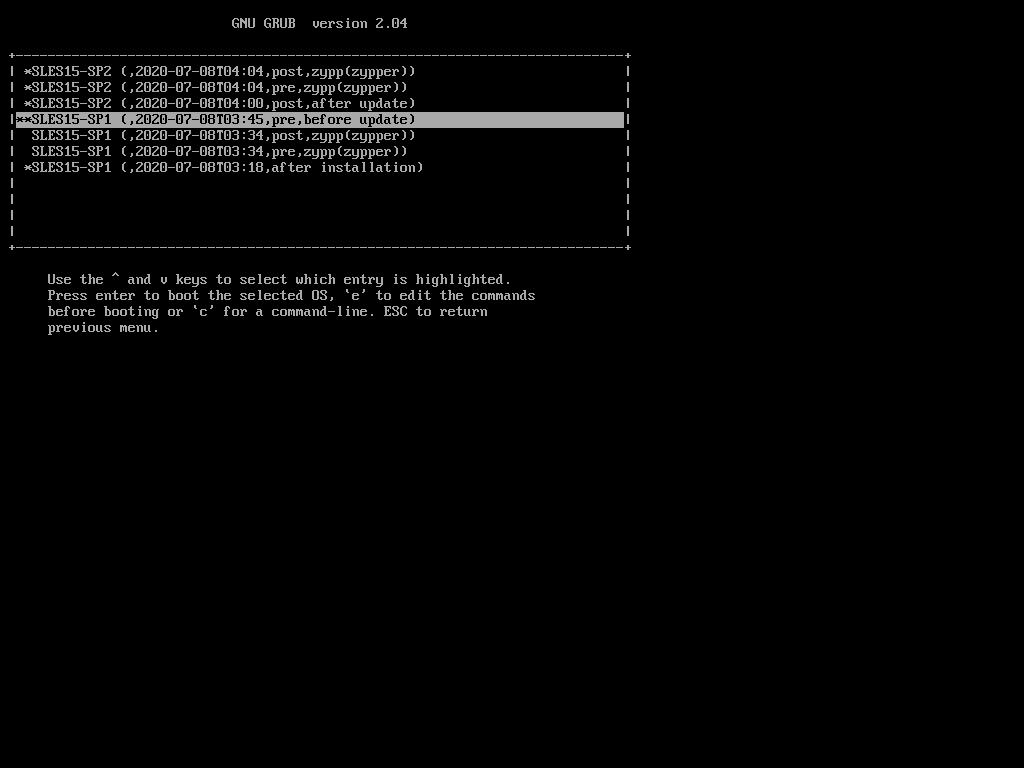 GNU GRUB  version 2.04
+----------------------------------------------------------------------------+
| *SLES15-SP2 (,2020-07-08T04:04,post,zypp(zypper)) |
| *SLES15-SP2 (,2020-07-08T04:04,pre,zypp(zypper)) |
| *SLES15-SP2 (,2020-07-08T04:00,post,after update) |
|**SLES15-SP1 (,2020-07-08T03:45,pre,before update) |
|  SLES15-SP1 (,2020-07-08T03:34,post,zypp(zypper)) |
|  SLES15-SP1 (,2020-07-08T03:34,pre,zypp(zypper)) |
| *SLES15-SP1 (,2020-07-08T03:18,after installation) |
| |
| |
| |
| |
+----------------------------------------------------------------------------+
Use the ^ and v keys to select which entry is highlighted.
Press enter to boot the selected OS, `e' to edit the commands
before booting or `c' for a command-line. ESC to return
previous menu.